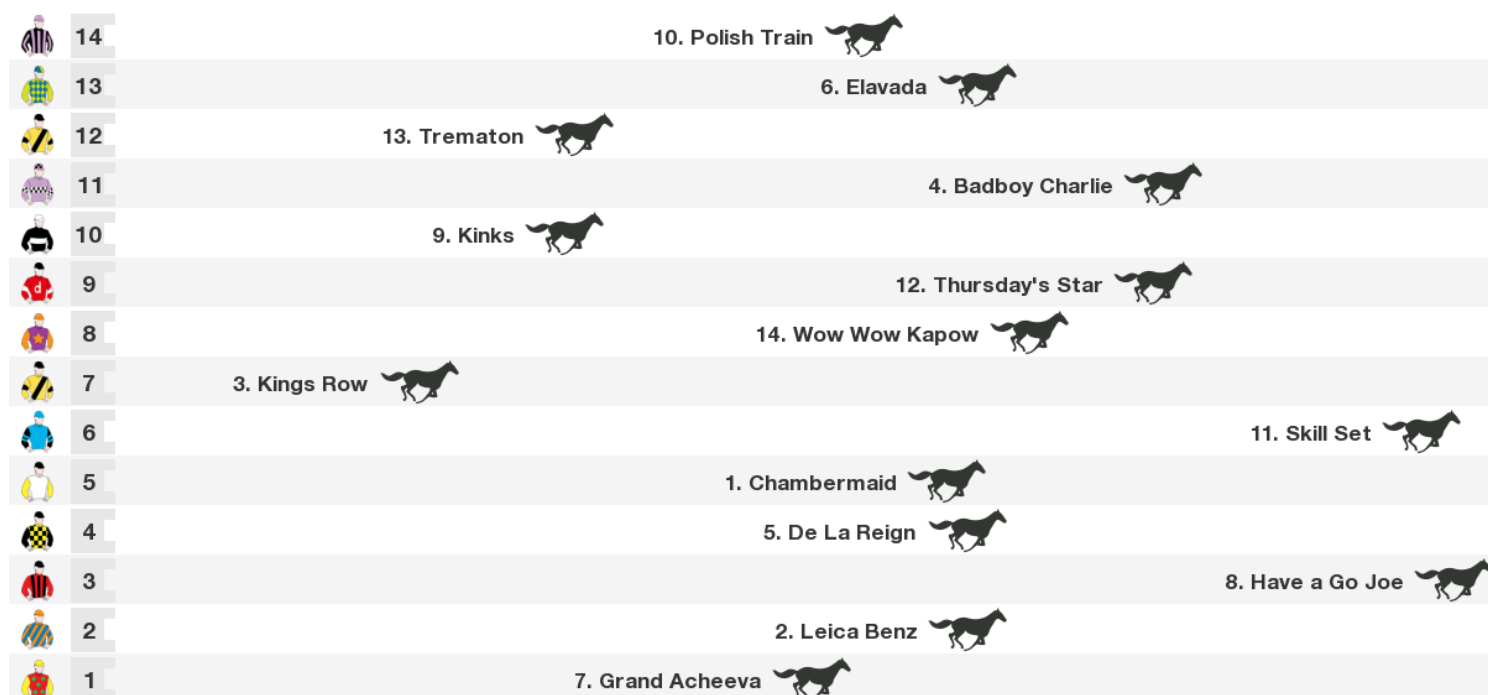 14 10. Polish Train
13 6. Elavada
12 13. Trematon
11 4. Badboy Charlie
10 9. Kinks
d 9 12. Thursday's Star
8 14. Wow Wow Kapow
7 3. Kings Row
6 11. Skill Set
5 1. Chambermaid
4 5. De La Reign
3 8. Have a Go Joe
2 2. Leica Benz
1 7. Grand Acheeva